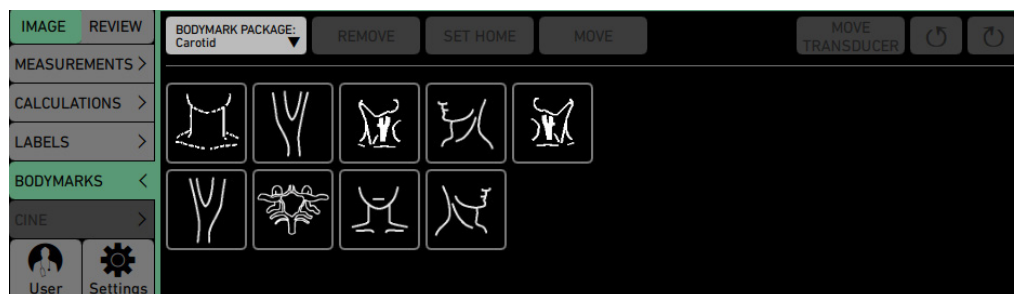 IMAGE
REVIEW
MEASUREMENTS >
CALCULATIONS >
LABELS >
BODYMARKS <
CINE >
User
Settings
BODYMARK PACKAGE:
Carotid
REMOVE
SET HOME
MOVE
MOVE
TRANSDUCER